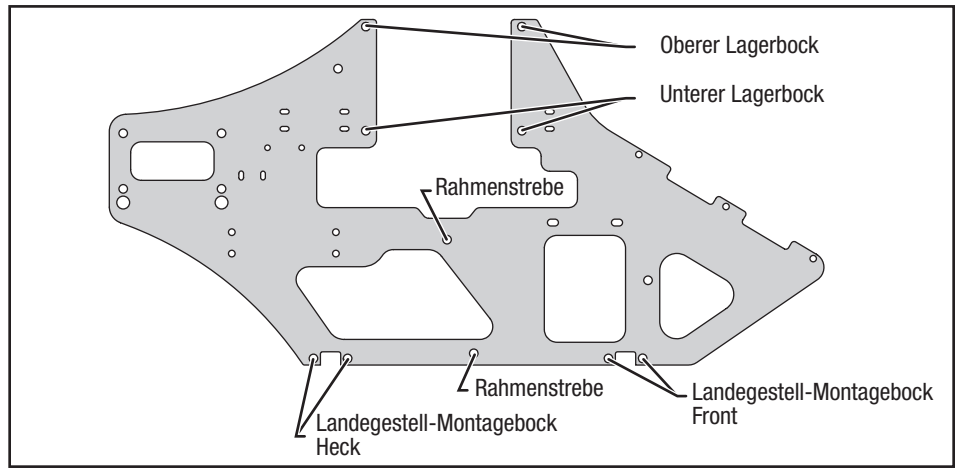 Oberer Lagerbock
Unterer Lagerbock
Rahmenstrebe
Rahmenstrebe
Landegestell-Montagebock
Front
Landegestell-Montagebock
Heck